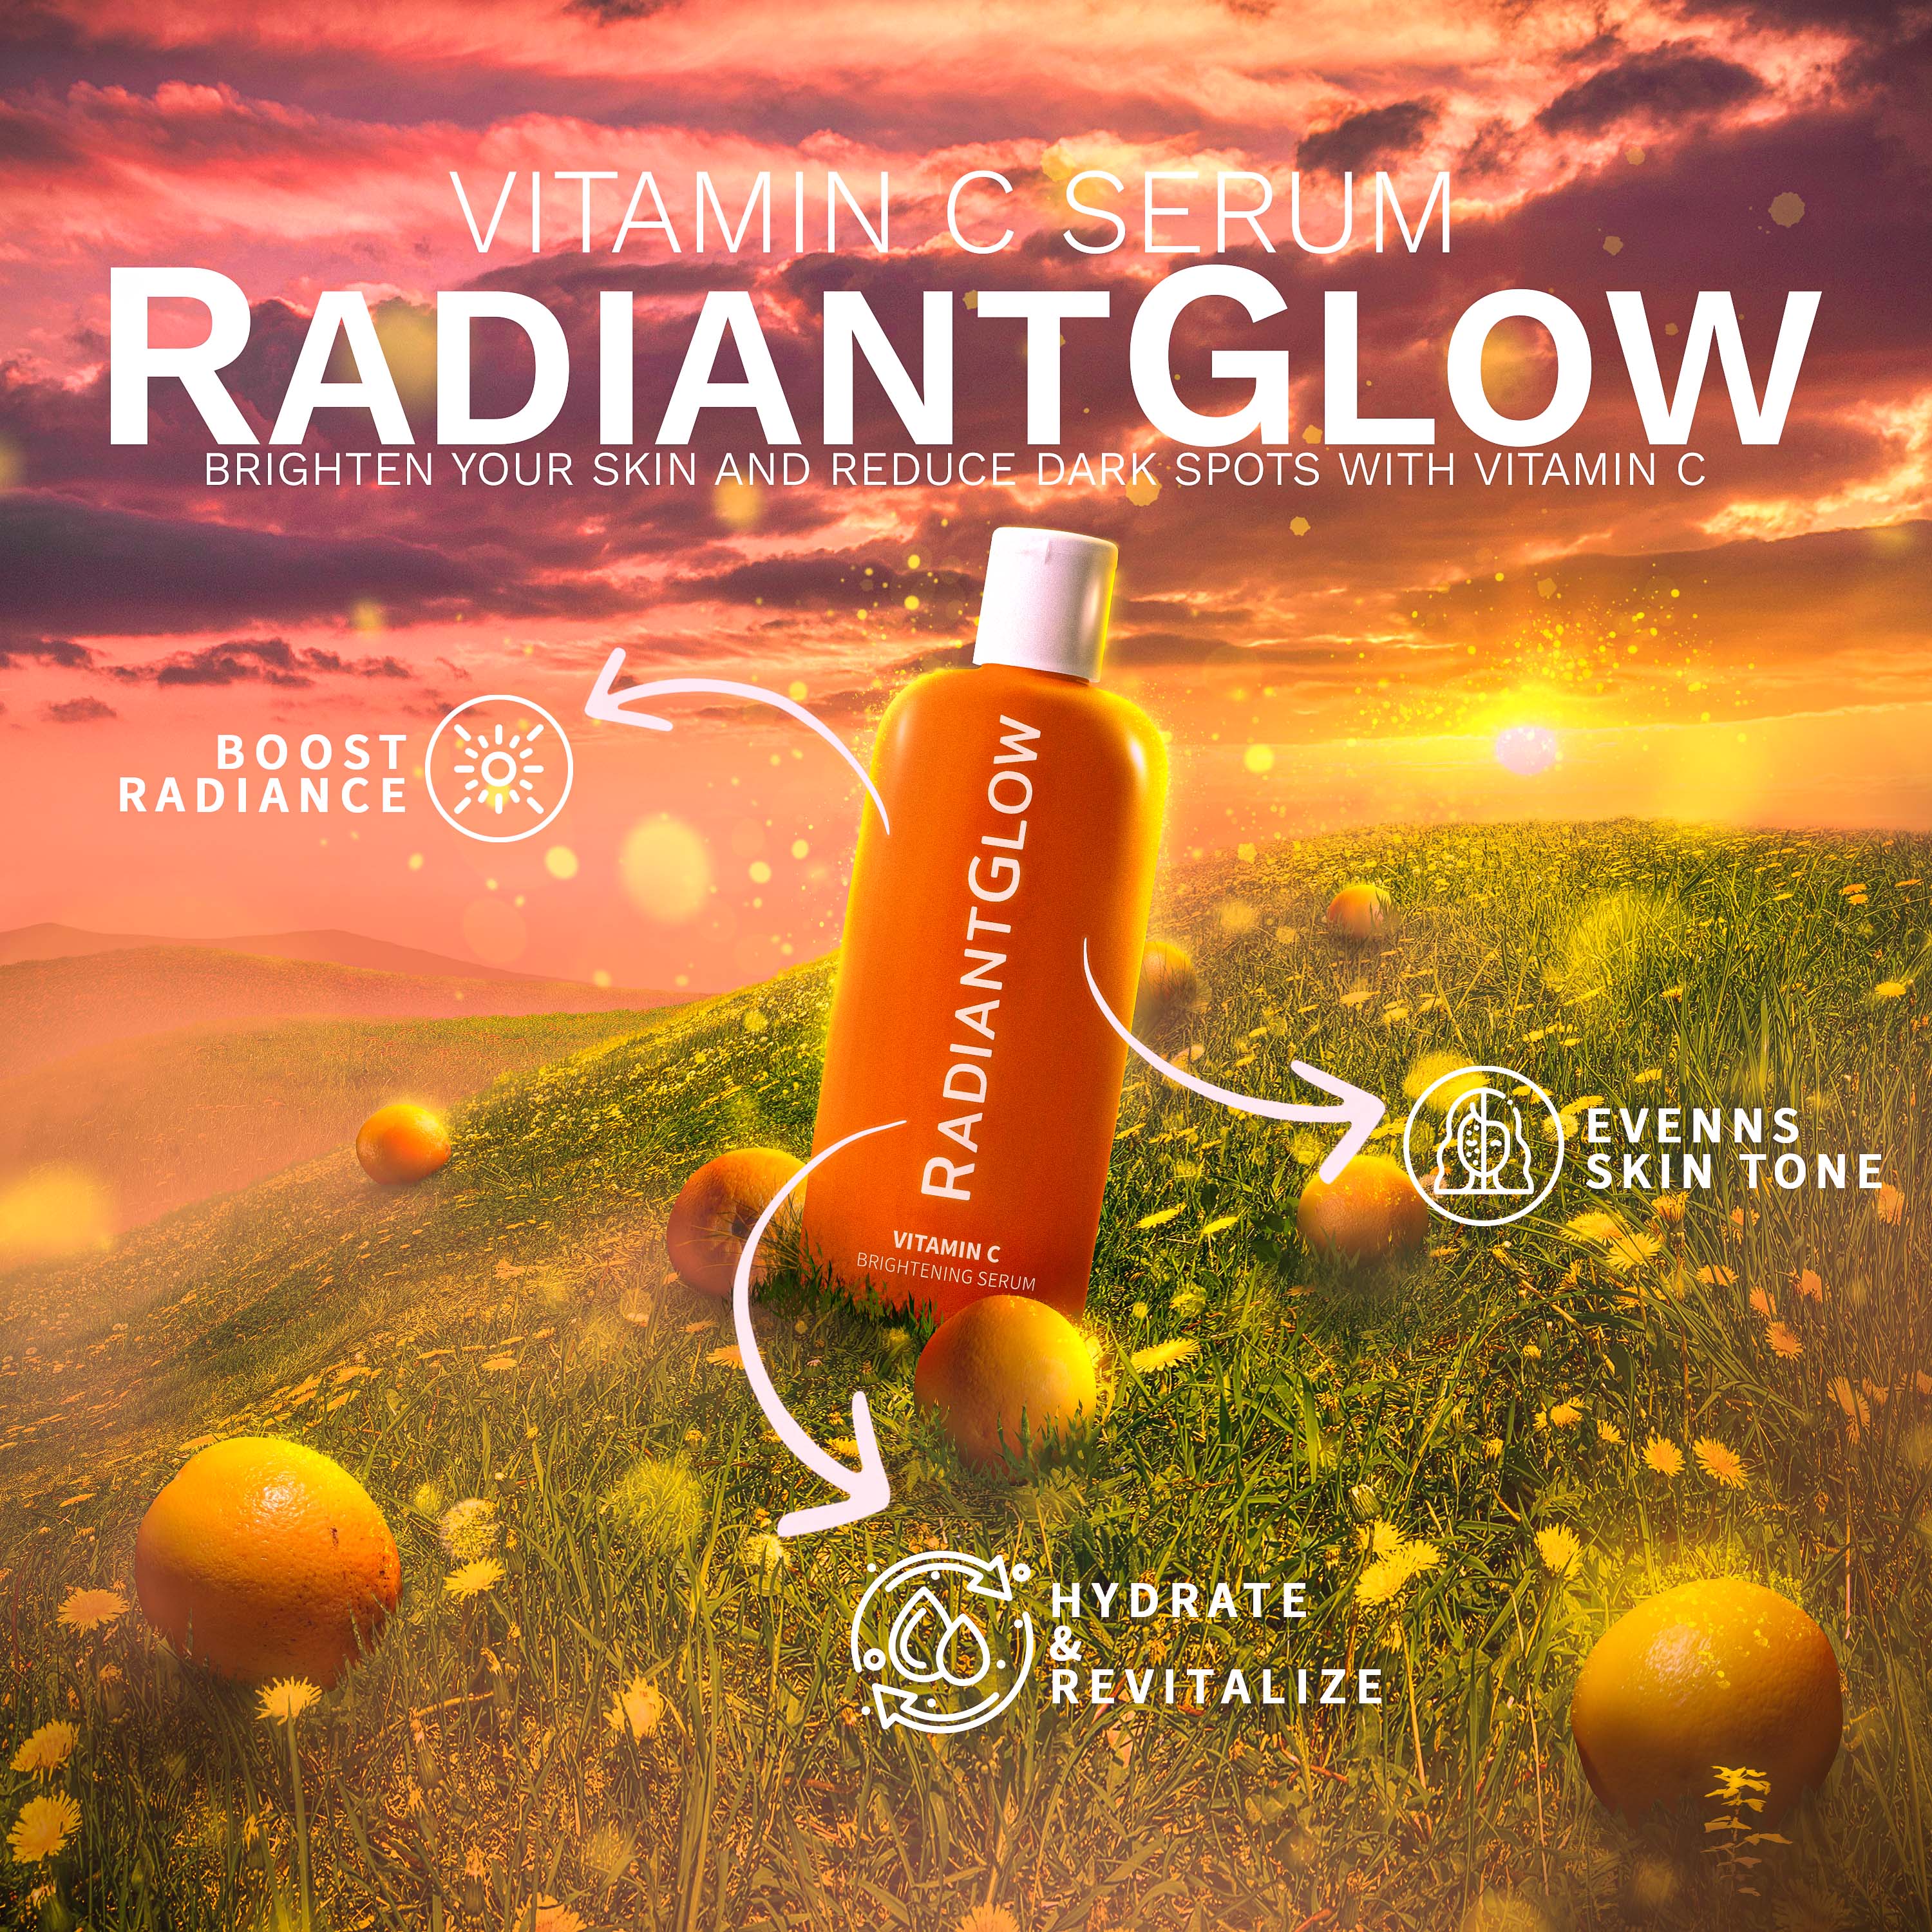 VITAMIN C SERUM
RADIANTGLOW
BRIGHTEN YOUR SKIN AND REDUCE DARK SPOTS WITH VITAMIN C
BOOST
RADIANCE
RADIANTGLOW
VITAMIN C
BRIGHTENING SERUM
EVENNS
SKIN TONE
HYDRATE
&
REVITALIZE